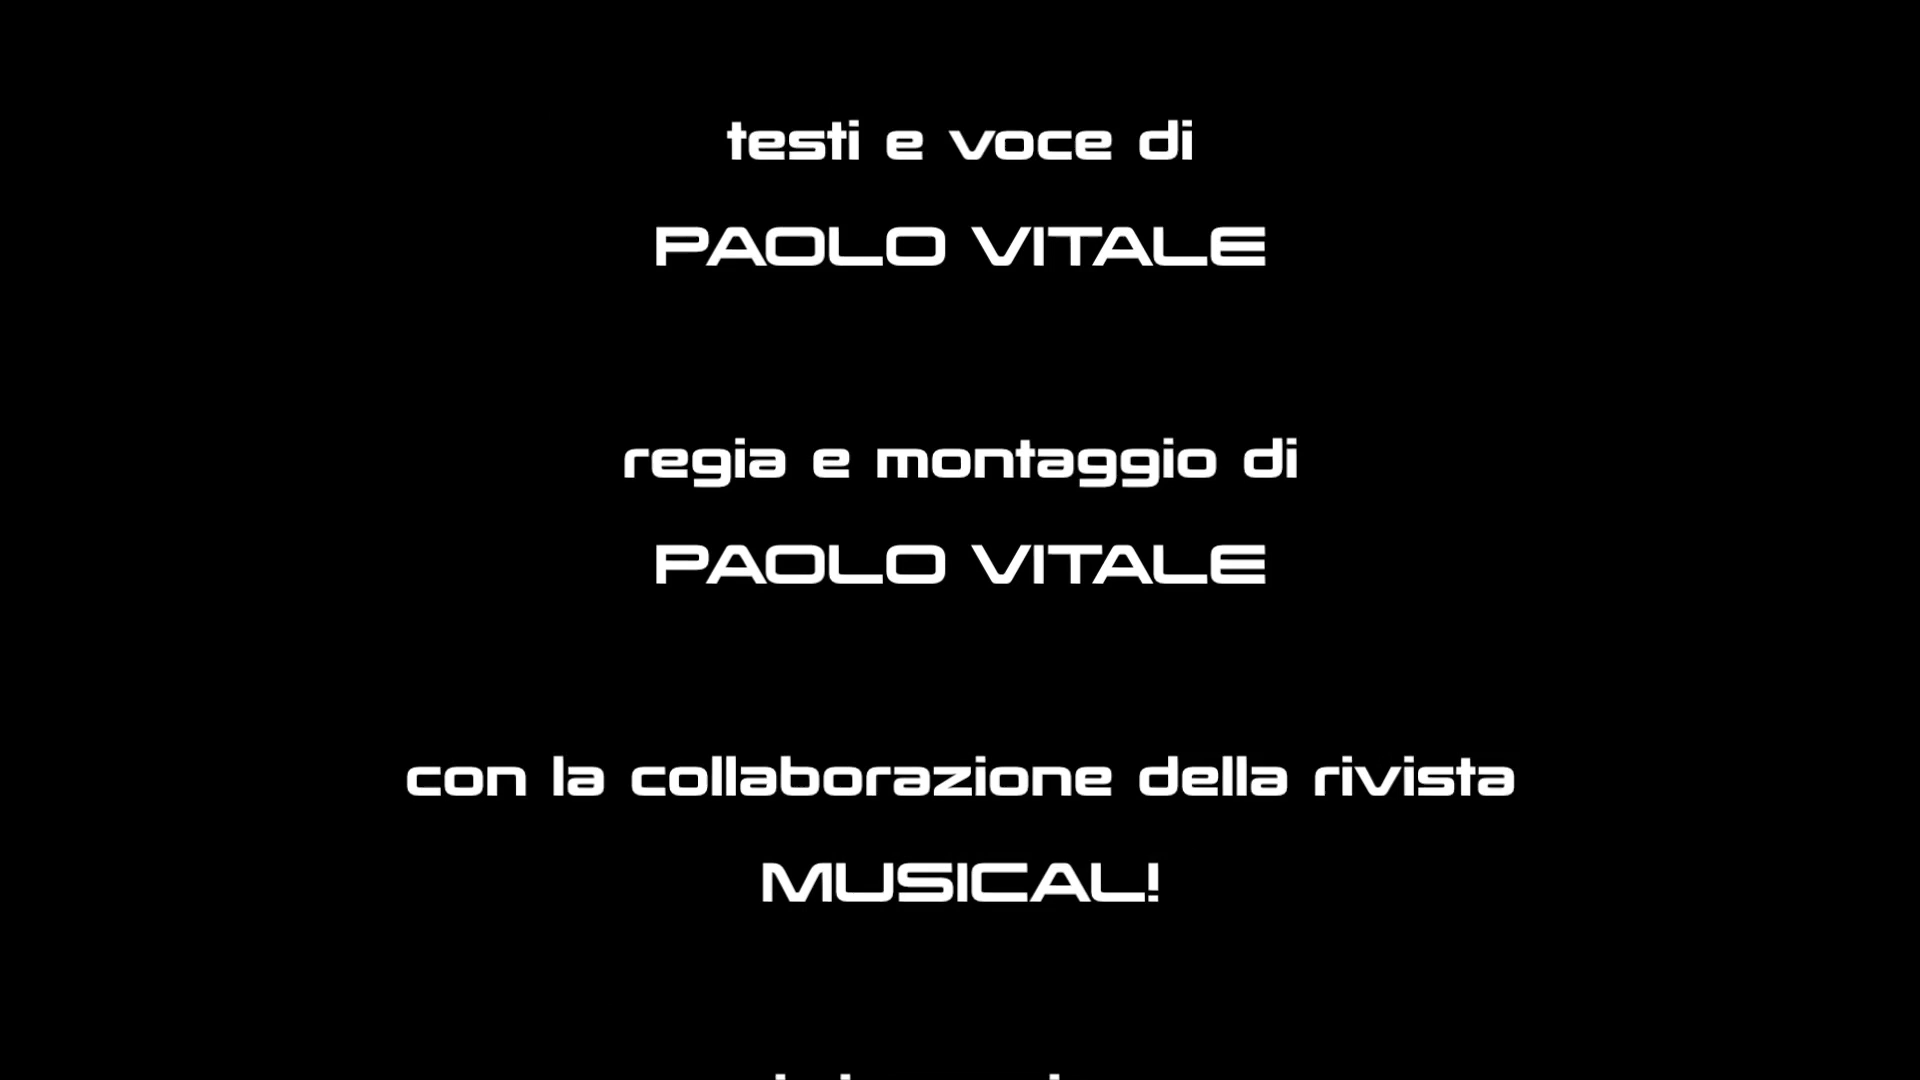 testi e voce di
PAOLO VITALE
regia e montaggio di
PAOLO VITALE
con la collaborazione della rivista
MUSICAL!